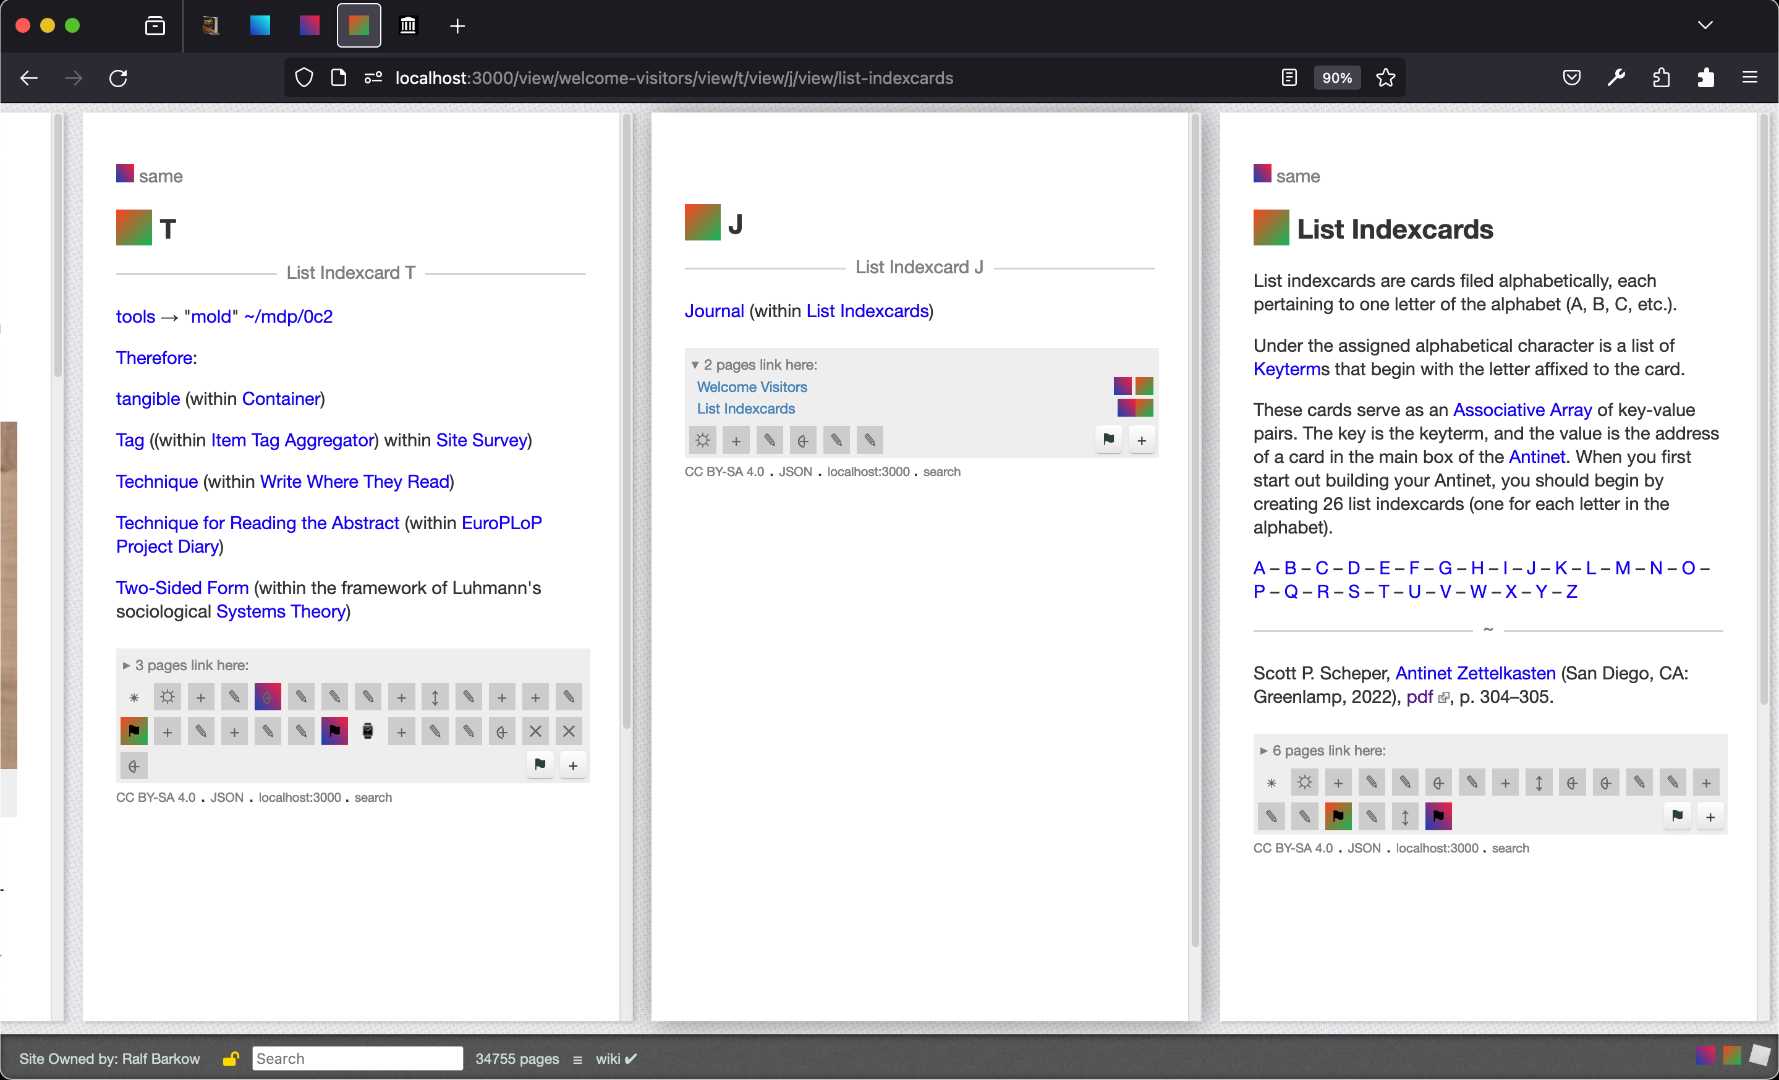 localhost:3000/view/welcome-visitors/view/t/view/j/view/list-indexcards
90%
same
T
List Indexcard T
tools → "mold" ~/mdp/0c2
Therefore:
tangible (within Container)
Tag ((within Item Tag Aggregator) within Site Survey)
Technique (within Write Where They Read)
Technique for Reading the Abstract (within EuroPLoP
Project Diary)
Two-Sided Form (within the framework of Luhmann's
sociological Systems Theory)
▸ 3 pages link here:
CC BY-SA 4.0 . JSON . localhost:3000 . search
J
List Indexcard J
Journal (within List Indexcards)
▾ 2 pages link here:
Welcome Visitors
List Indexcards
CC BY-SA 4.0 . JSON . localhost:3000 . search
same
List Indexcards
List indexcards are cards filed alphabetically, each
pertaining to one letter of the alphabet (A, B, C, etc.).
Under the assigned alphabetical character is a list of
Keyterms that begin with the letter affixed to the card.
These cards serve as an Associative Array of key-value
pairs. The key is the keyterm, and the value is the address
of a card in the main box of the Antinet. When you first
start out building your Antinet, you should begin by
creating 26 list indexcards (one for each letter in the
alphabet).
A – B – C – D – E – F – G – H – I – J – K – L – M – N – O –
P – Q – R – S – T – U – V – W – X – Y – Z
~
Scott P. Scheper, Antinet Zettelkasten (San Diego, CA:
Greenlamp, 2022), pdf, p. 304–305.
▸ 6 pages link here:
CC BY-SA 4.0 . JSON . localhost:3000 . search
Site Owned by: Ralf Barkow
Search
34755 pages
≡
wiki ✔